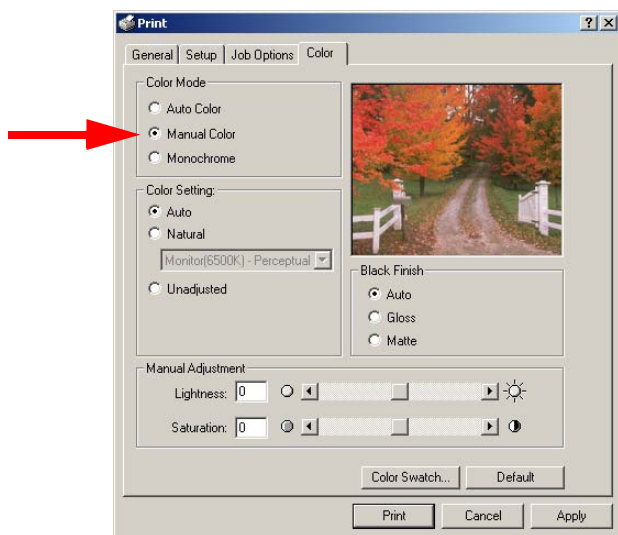 Print
General Setup Job Options Color
Color Mode
Auto Color
Manual Color
Monochrome
Color Setting:
Auto
Natural
Monitor(6500K) - Perceptual
Unadjusted
Black Finish
Auto
Gloss
Matte
Manual Adjustment
Lightness: 0
Saturation: 0
Color Swatch... Default
Print Cancel Apply